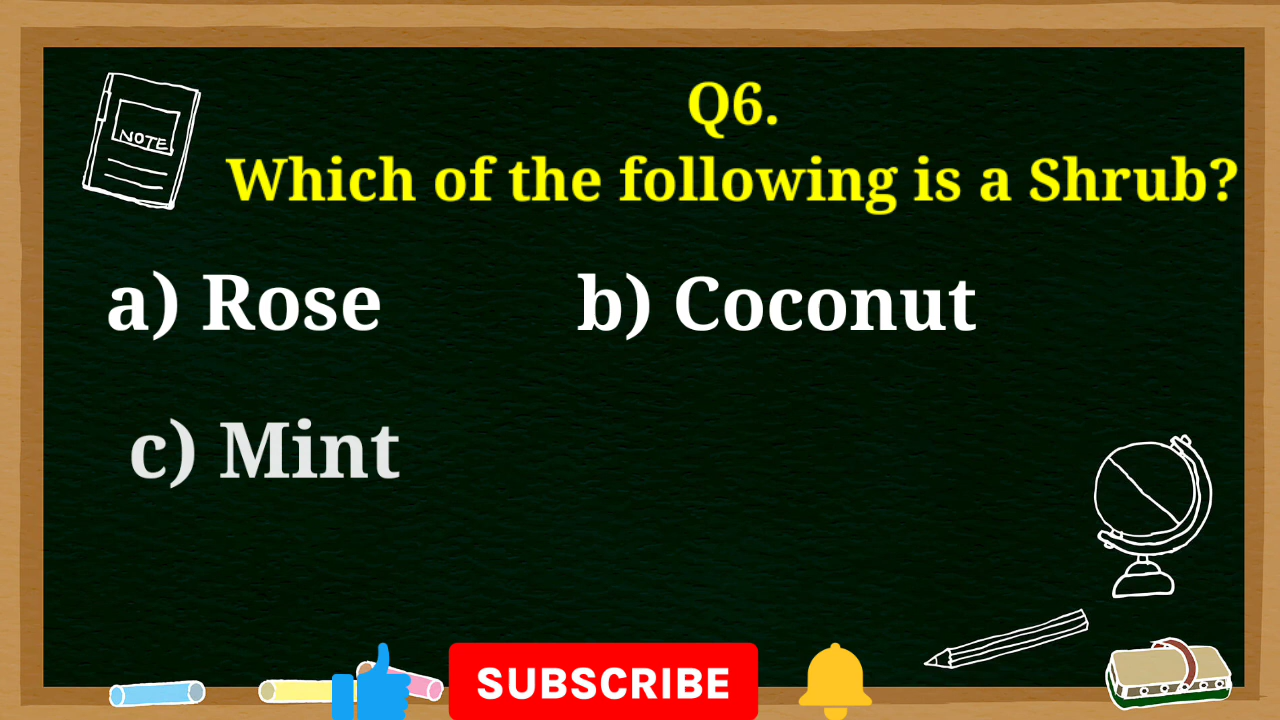 NOTE
Q6.
Which of the following is a Shrub?
a) Rose
b) Coconut
c) Mint
SUBSCRIBE